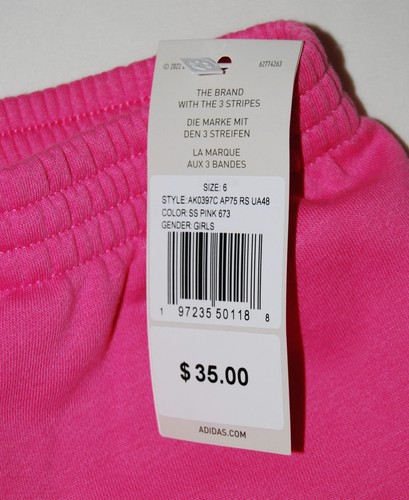 © 2022
62774263
THE BRAND
WITH THE 3 STRIPES
DIE MARKE MIT
DEN 3 STREIFEN
LA MARQUE
AUX 3 BANDES
SIZE: 6
STYLE: AK0397C AP75 RS UA48
COLOR: SS PINK 673
GENDER: GIRLS
1 97235 50118 8
$ 35.00
ADIDAS.COM